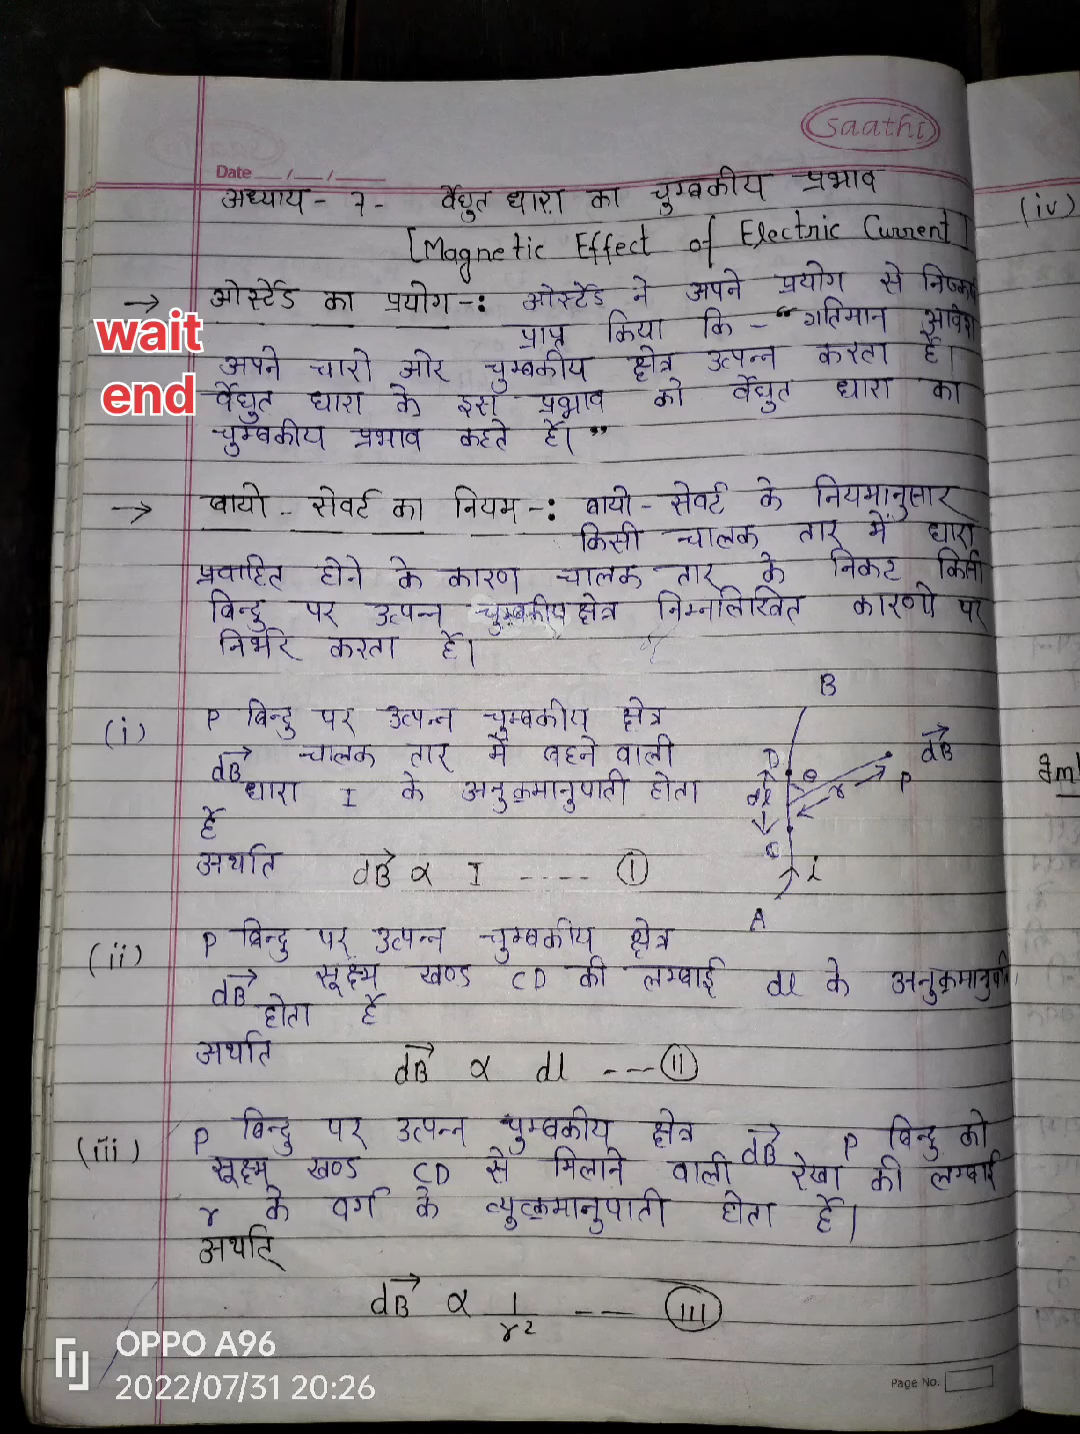 Saathi
Date __/__/__
अध्याय - 7 - वैद्युत धारा का चुम्बकीय प्रभाव
[Magnetic Effect of Electric Current]
→ ओर्स्टेड का प्रयोग -: ओर्स्टेड ने अपने प्रयोग से
wait
प्राप्त किया कि - " गतिमान आवेश
अपने चारो ओर चुम्बकीय क्षेत्र उत्पन्न करता है।
end
वैद्युत धारा के इस प्रभाव को वैद्युत धारा का
चुम्बकीय प्रभाव कहते है। "
→ बायो - सेवर्ट का नियम -: बायो - सेवर्ट के नियमानुसार
किसी चालक तार में धारा
प्रवाहित होने के कारण चालक तार के निकट किसी
बिन्दु पर उत्पन्न चुम्बकीय क्षेत्र निम्नलिखित कारणो पर
निर्भर करता है।
(i) P बिन्दु पर उत्पन्न चुम्बकीय क्षेत्र
dB→ चालक तार में बहने वाली
धारा I के अनुक्रमानुपाती होता
है
अर्थात dB→ ∝ I ---- (I)
B
D
θ
dB→
dl
r
P
C
i
A
(ii) P बिन्दु पर उत्पन्न चुम्बकीय क्षेत्र
dB→ सूक्ष्म खण्ड CD की लम्बाई dl के अनुक्रमानुपाती
होता है
अर्थात dB→ ∝ dl --- (II)
(iii) P बिन्दु पर उत्पन्न चुम्बकीय क्षेत्र dB→ P बिन्दु को
सूक्ष्म खण्ड CD से मिलाने वाली रेखा की लम्बाई
r के वर्ग के व्युत्क्रमानुपाती होता है।
अर्थात्
dB→ ∝ 1/r² --- (III)
(iv)
OPPO A96
2022/07/31 20:26
Page No.